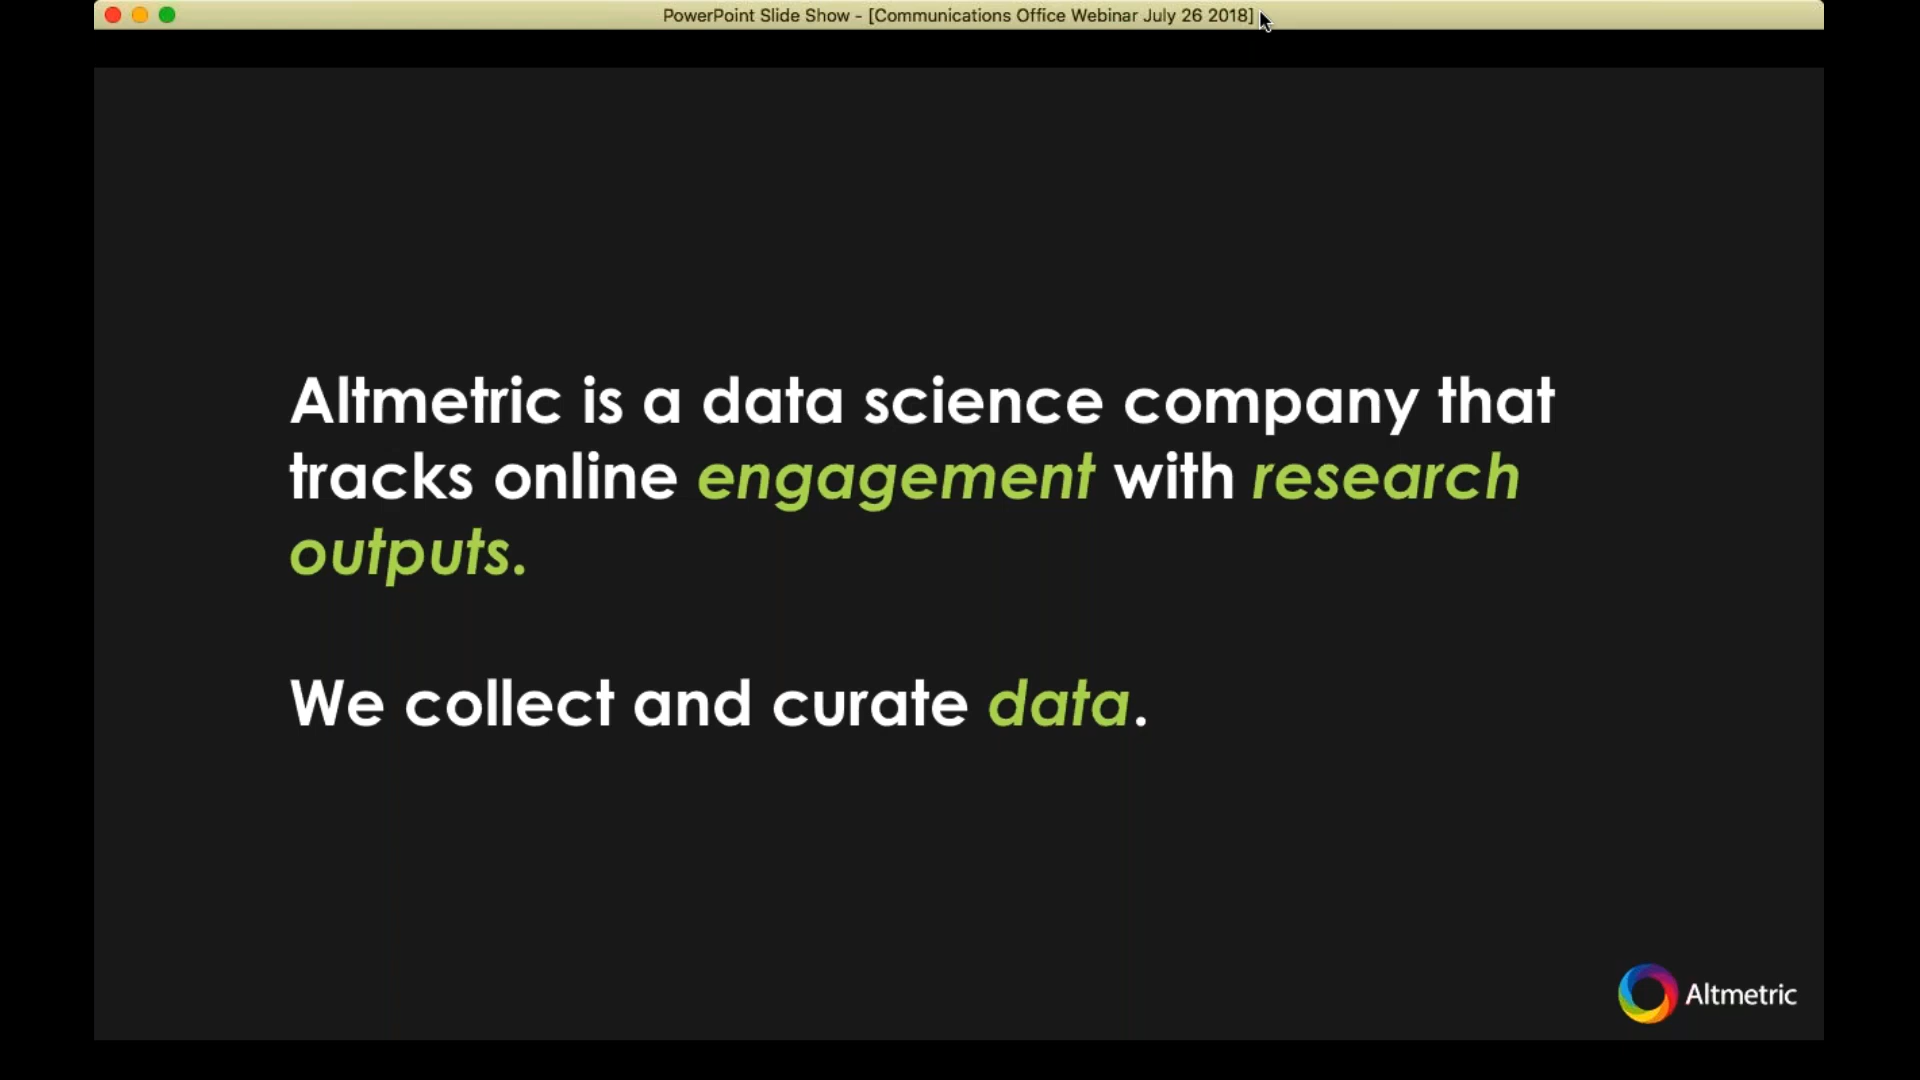 PowerPoint Slide Show - [Communications Office Webinar July 26 2018]
Altmetric is a data science company that
tracks online engagement with research
outputs.
We collect and curate data.
Altmetric